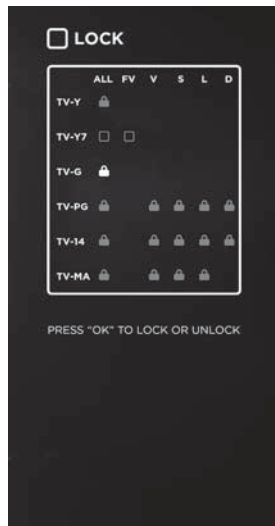 LOCK
ALL FV V S L D
TV-Y
TV-Y7
TV-G
TV-PG
TV-14
TV-MA
PRESS "OK" TO LOCK OR UNLOCK